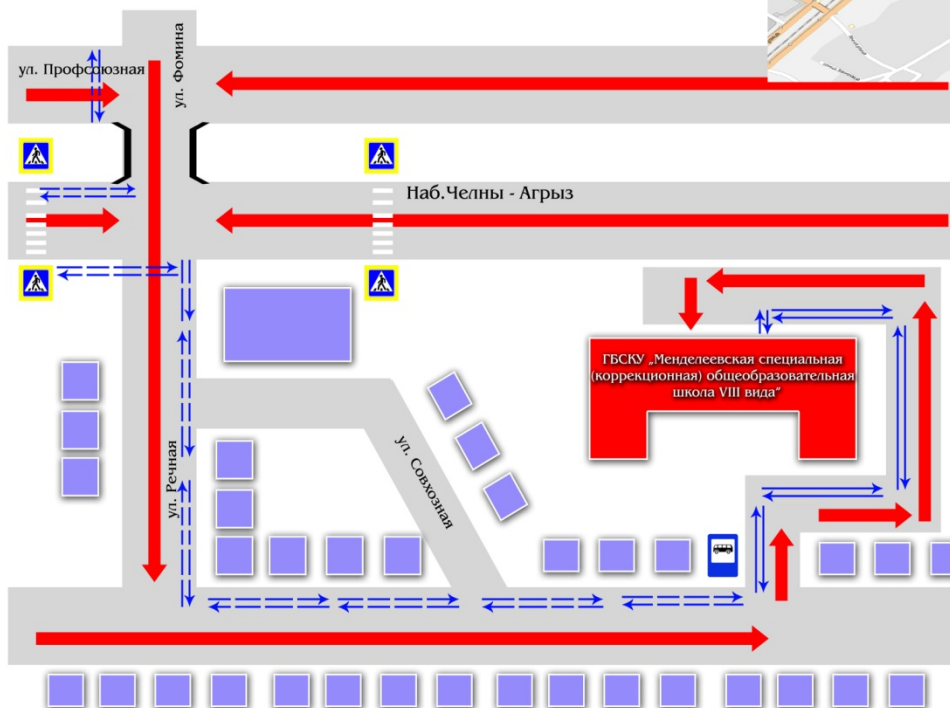 ул. Профсоюзная
ул. Фомина
Наб.Челны - Агрыз
ГБСКУ „Менделеевская специальная
(коррекционная) общеобразовательная
школа VIII вида“
ул. Речная
ул. Совхозная